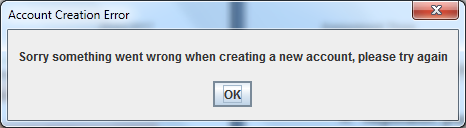 Account Creation Error
Sorry something went wrong when creating a new account, please try again
OK